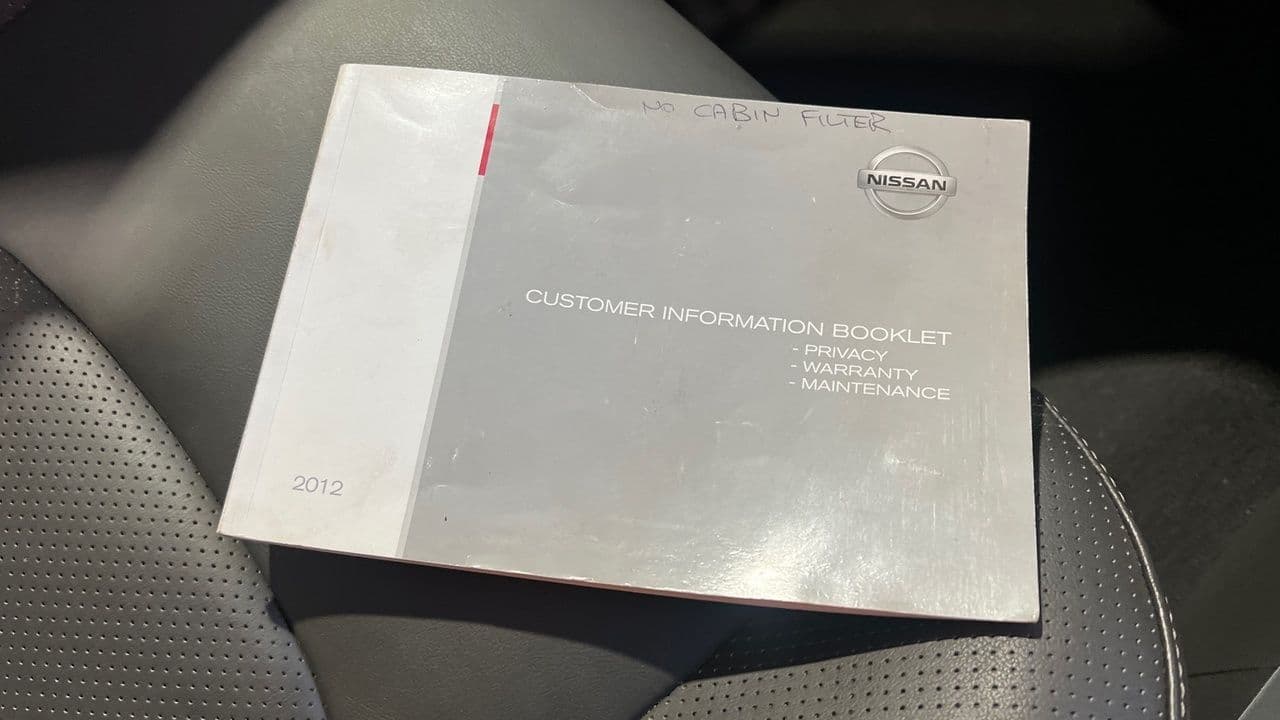 NO CABIN FILTER
NISSAN
CUSTOMER INFORMATION BOOKLET
- PRIVACY
- WARRANTY
- MAINTENANCE
2012